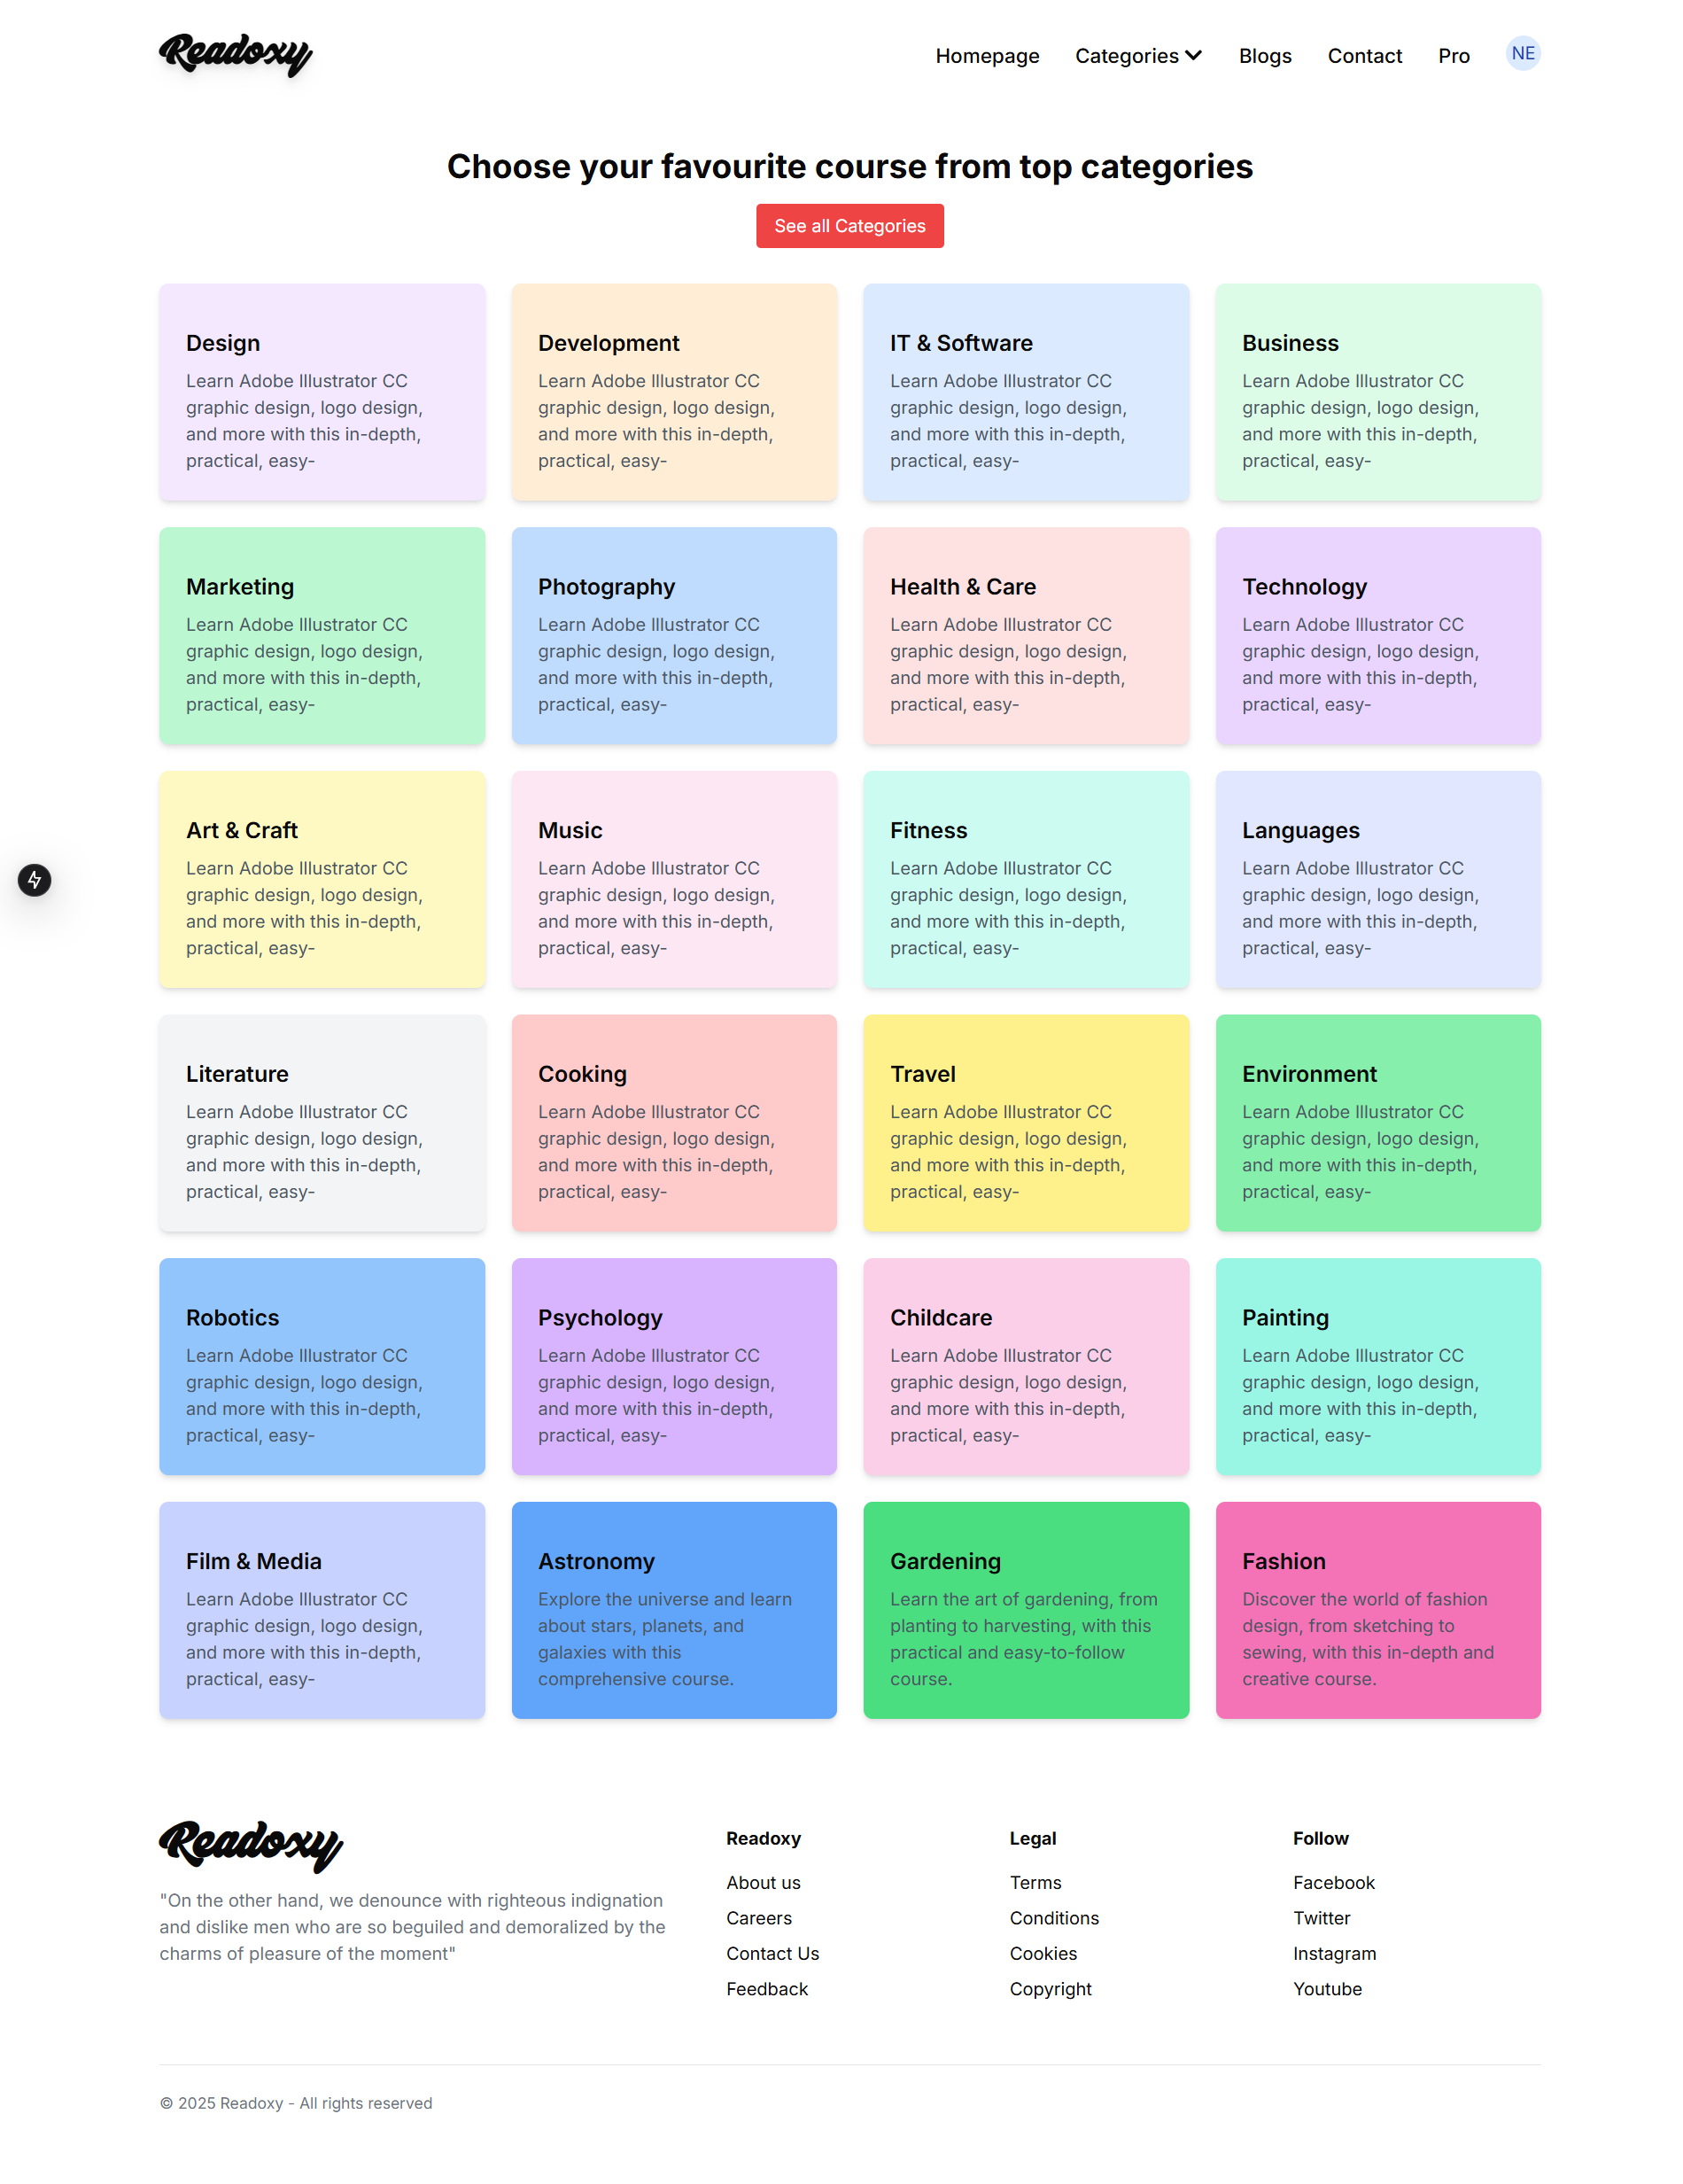 Readoxy
Homepage Categories Blogs Contact Pro NE
Choose your favourite course from top categories
See all Categories
Design
Learn Adobe Illustrator CC
graphic design, logo design,
and more with this in-depth,
practical, easy-
Development
Learn Adobe Illustrator CC
graphic design, logo design,
and more with this in-depth,
practical, easy-
IT & Software
Learn Adobe Illustrator CC
graphic design, logo design,
and more with this in-depth,
practical, easy-
Business
Learn Adobe Illustrator CC
graphic design, logo design,
and more with this in-depth,
practical, easy-
Marketing
Learn Adobe Illustrator CC
graphic design, logo design,
and more with this in-depth,
practical, easy-
Photography
Learn Adobe Illustrator CC
graphic design, logo design,
and more with this in-depth,
practical, easy-
Health & Care
Learn Adobe Illustrator CC
graphic design, logo design,
and more with this in-depth,
practical, easy-
Technology
Learn Adobe Illustrator CC
graphic design, logo design,
and more with this in-depth,
practical, easy-
Art & Craft
Learn Adobe Illustrator CC
graphic design, logo design,
and more with this in-depth,
practical, easy-
Music
Learn Adobe Illustrator CC
graphic design, logo design,
and more with this in-depth,
practical, easy-
Fitness
Learn Adobe Illustrator CC
graphic design, logo design,
and more with this in-depth,
practical, easy-
Languages
Learn Adobe Illustrator CC
graphic design, logo design,
and more with this in-depth,
practical, easy-
Literature
Learn Adobe Illustrator CC
graphic design, logo design,
and more with this in-depth,
practical, easy-
Cooking
Learn Adobe Illustrator CC
graphic design, logo design,
and more with this in-depth,
practical, easy-
Travel
Learn Adobe Illustrator CC
graphic design, logo design,
and more with this in-depth,
practical, easy-
Environment
Learn Adobe Illustrator CC
graphic design, logo design,
and more with this in-depth,
practical, easy-
Robotics
Learn Adobe Illustrator CC
graphic design, logo design,
and more with this in-depth,
practical, easy-
Psychology
Learn Adobe Illustrator CC
graphic design, logo design,
and more with this in-depth,
practical, easy-
Childcare
Learn Adobe Illustrator CC
graphic design, logo design,
and more with this in-depth,
practical, easy-
Painting
Learn Adobe Illustrator CC
graphic design, logo design,
and more with this in-depth,
practical, easy-
Film & Media
Learn Adobe Illustrator CC
graphic design, logo design,
and more with this in-depth,
practical, easy-
Astronomy
Explore the universe and learn
about stars, planets, and
galaxies with this
comprehensive course.
Gardening
Learn the art of gardening, from
planting to harvesting, with this
practical and easy-to-follow
course.
Fashion
Discover the world of fashion
design, from sketching to
sewing, with this in-depth and
creative course.
Readoxy
"On the other hand, we denounce with righteous indignation
and dislike men who are so beguiled and demoralized by the
charms of pleasure of the moment"
Readoxy
About us
Careers
Contact Us
Feedback
Legal
Terms
Conditions
Cookies
Copyright
Follow
Facebook
Twitter
Instagram
Youtube
© 2025 Readoxy - All rights reserved